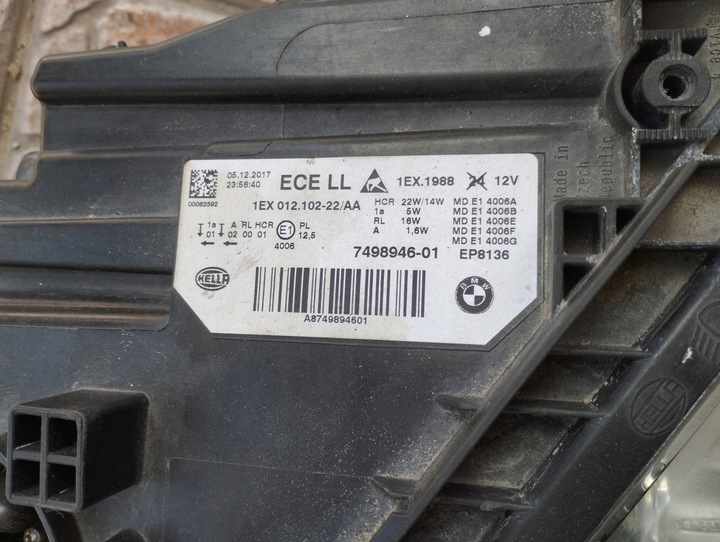 05.12.2017
23:58:40
00082592
ECE LL
1EX.1988 24 12V
1EX 012.102-22/AA
HCR 22W/14W MD E1 4006A
1a 5W MD E1 4006B
RL 16W MD E1 4006E
A 1,6W MD E1 4006F
MD E1 4006G
1a A RL HCR E1 PL
01 02 00 01 12,5
4006
7498946-01 EP8136
HELLA
A8749894601
BMW
Made in
Czech
Republic
HELLA